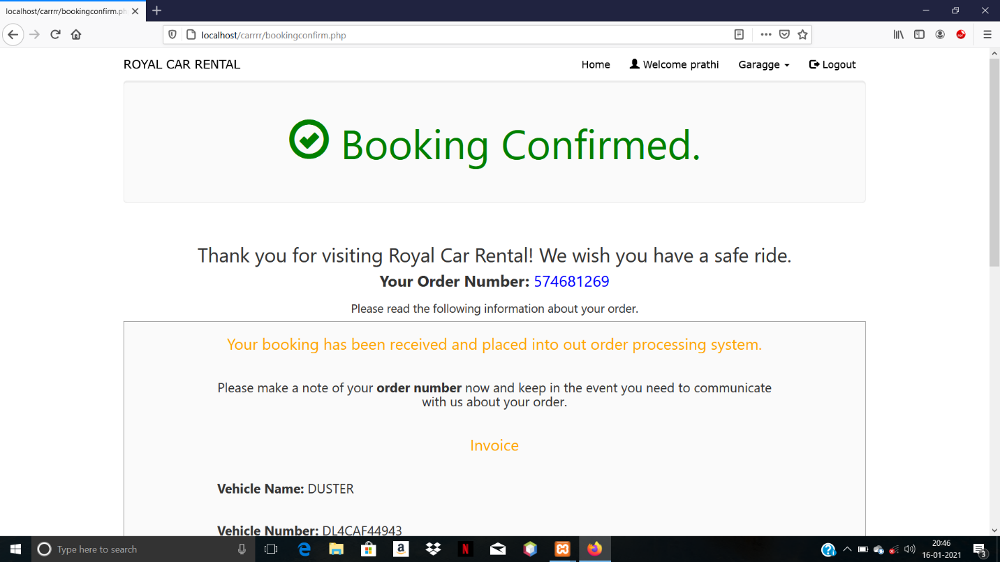 localhost/carrrr/bookingconfirm.ph
localhost/carrrr/bookingconfirm.php
ROYAL CAR RENTAL
Home
Welcome prathi
Garagge
Logout
Booking Confirmed.
Thank you for visiting Royal Car Rental! We wish you have a safe ride.
Your Order Number: 574681269
Please read the following information about your order.
Your booking has been received and placed into out order processing system.
Please make a note of your order number now and keep in the event you need to communicate
with us about your order.
Invoice
Vehicle Name: DUSTER
Vehicle Number: DL4CAF44943
Type here to search
20:46
16-01-2021
3